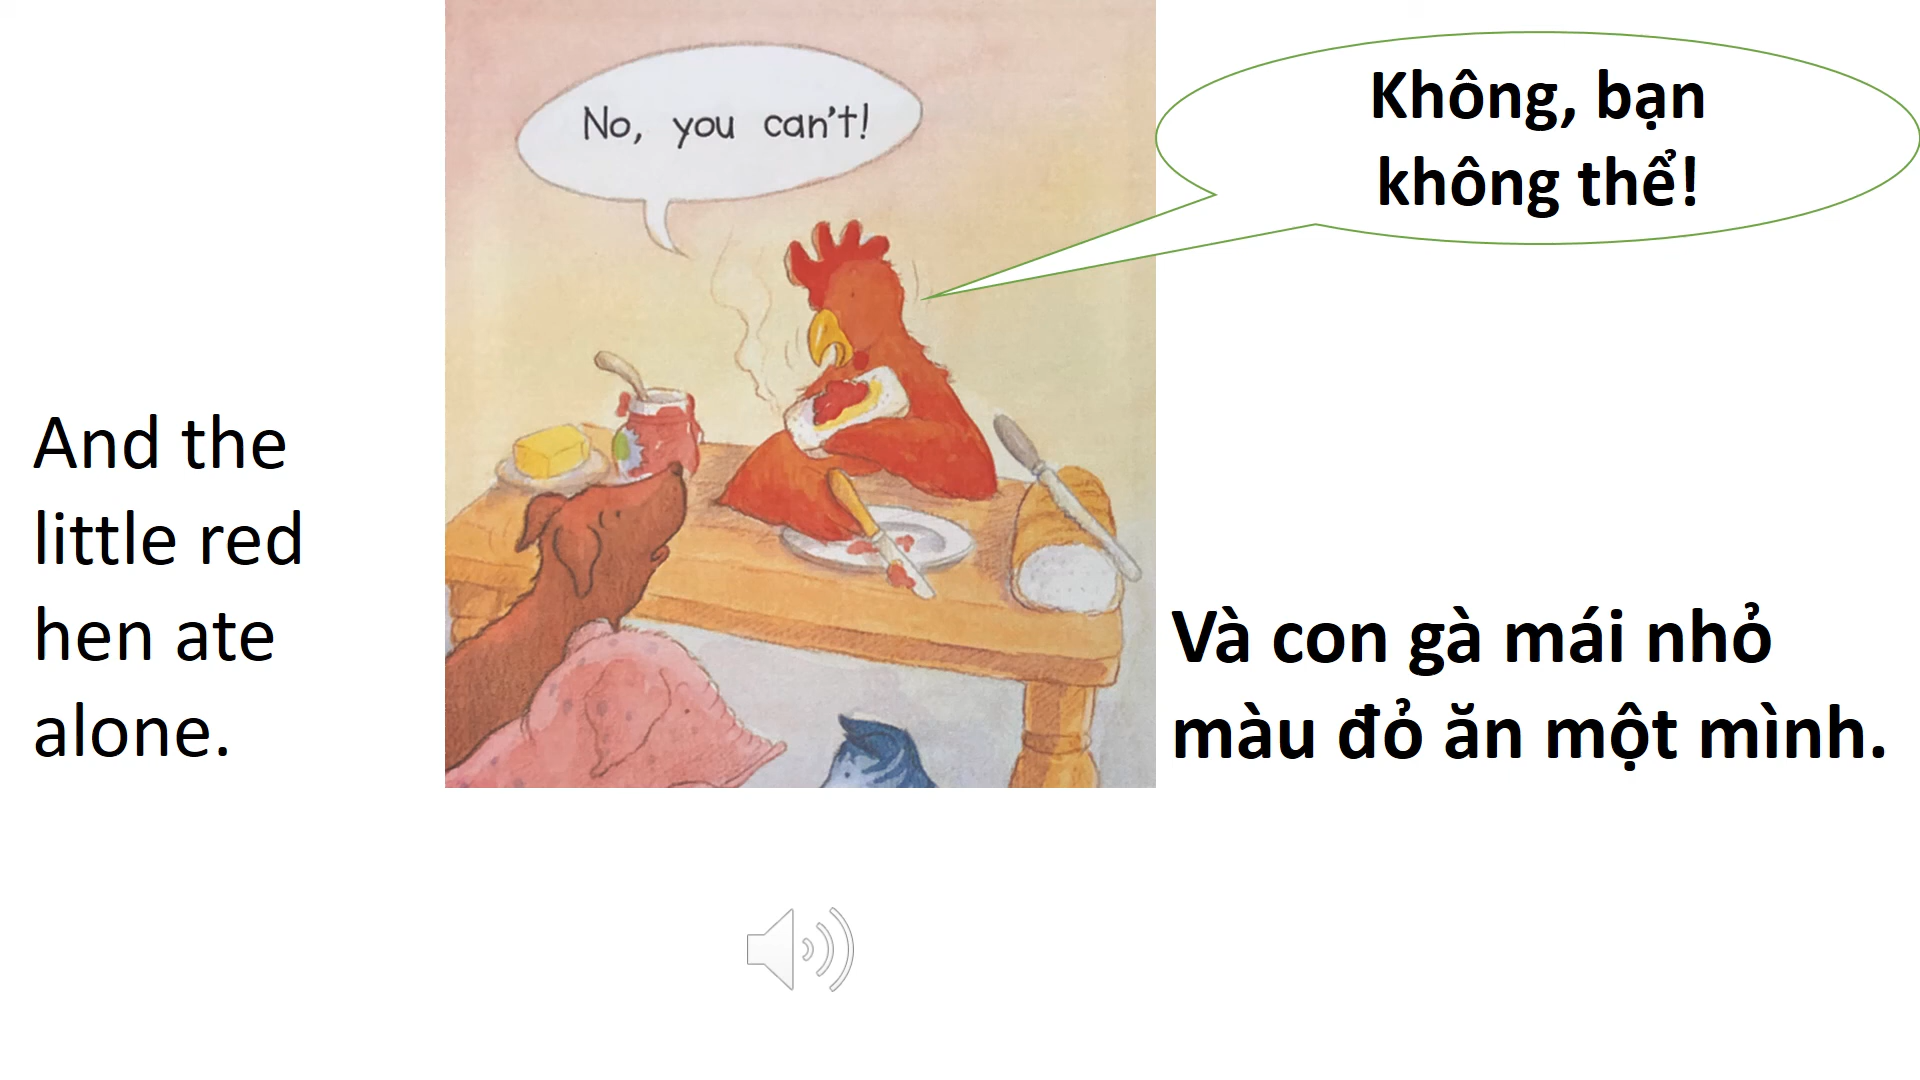 No, you can't!
Không, bạn
không thể!
And the
little red
hen ate
alone.
Và con gà mái nhỏ
màu đỏ ăn một mình.